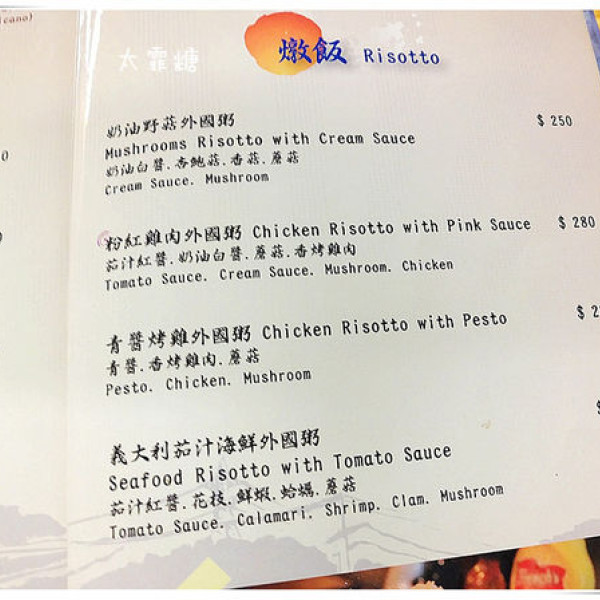 cano)
太霏糖
燉飯 Risotto
奶油野菇外國粥 $ 250
Mushrooms Risotto with Cream Sauce
奶油白醬.杏鮑菇.香菇.蘑菇
Cream Sauce. Mushroom
粉紅雞肉外國粥 Chicken Risotto with Pink Sauce $ 280
茄汁紅醬.奶油白醬.蘑菇.香烤雞肉
Tomato Sauce. Cream Sauce. Mushroom. Chicken
青醬烤雞外國粥 Chicken Risotto with Pesto $ 2
青醬.香烤雞肉.蘑菇
Pesto. Chicken. Mushroom
義大利茄汁海鮮外國粥 $
Seafood Risotto with Tomato Sauce
茄汁紅醬.花枝.鮮蝦.蛤蠣.蘑菇
Tomato Sauce. Calamari. Shrimp. Clam. Mushroom